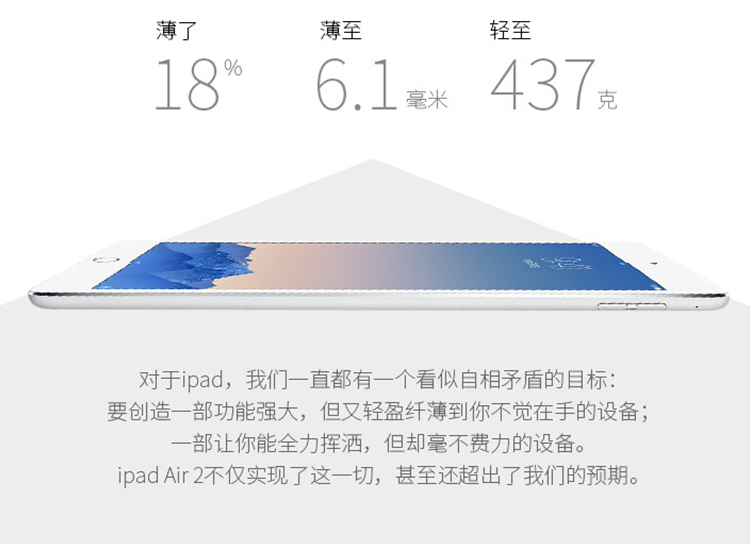 薄了 薄至 轻至
18% 6.1毫米 437克
对于ipad，我们一直都有一个看似自相矛盾的目标：
要创造一部功能强大，但又轻盈纤薄到你不觉在手的设备；
一部让你能全力挥洒，但却毫不费力的设备。
ipad Air 2不仅实现了这一切，甚至还超出了我们的预期。